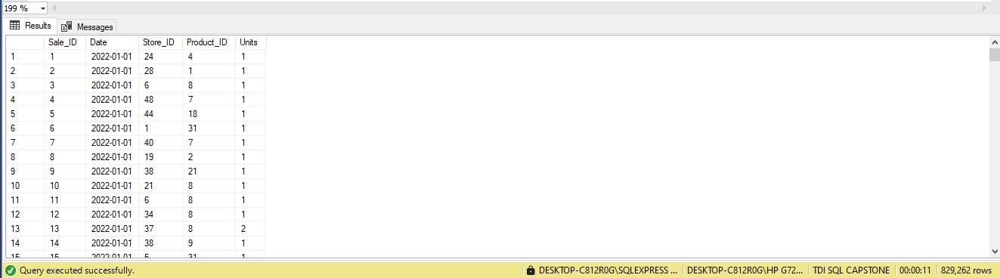 199 %
Results Messages
Sale_ID Date Store_ID Product_ID Units
1 1 2022-01-01 24 4 1
2 2 2022-01-01 28 1 1
3 3 2022-01-01 6 8 1
4 4 2022-01-01 48 7 1
5 5 2022-01-01 44 18 1
6 6 2022-01-01 1 31 1
7 7 2022-01-01 40 7 1
8 8 2022-01-01 19 2 1
9 9 2022-01-01 38 21 1
10 10 2022-01-01 21 8 1
11 11 2022-01-01 6 8 1
12 12 2022-01-01 34 8 1
13 13 2022-01-01 37 8 2
14 14 2022-01-01 38 9 1
15 15 2022-01-01 5 31 1
Query executed successfully. DESKTOP-C812R0G\SQLEXPRESS ... DESKTOP-C812R0G\HP G72... TDI SQL CAPSTONE 00:00:11 829,262 rows